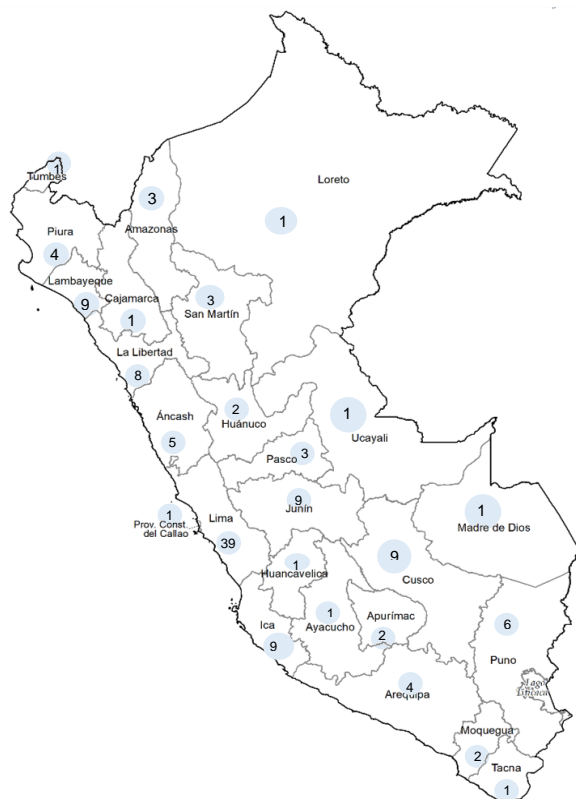 1
Tumbes
Loreto
3
Amazonas
1
Piura
4
Lambayeque
9
Cajamarca
1
3
San Martín
La Libertad
8
2
Huánuco
1
Ucayali
Áncash
5
Pasco
3
9
Junín
1
Madre de Dios
1
Prov. Const.
del Callao
Lima
39
9
Cusco
1
Huancavelica
1
Ayacucho
Apurímac
2
Ica
9
6
Puno
4
Arequipa
Lago
Titicaca
Moquegua
2
Tacna
1